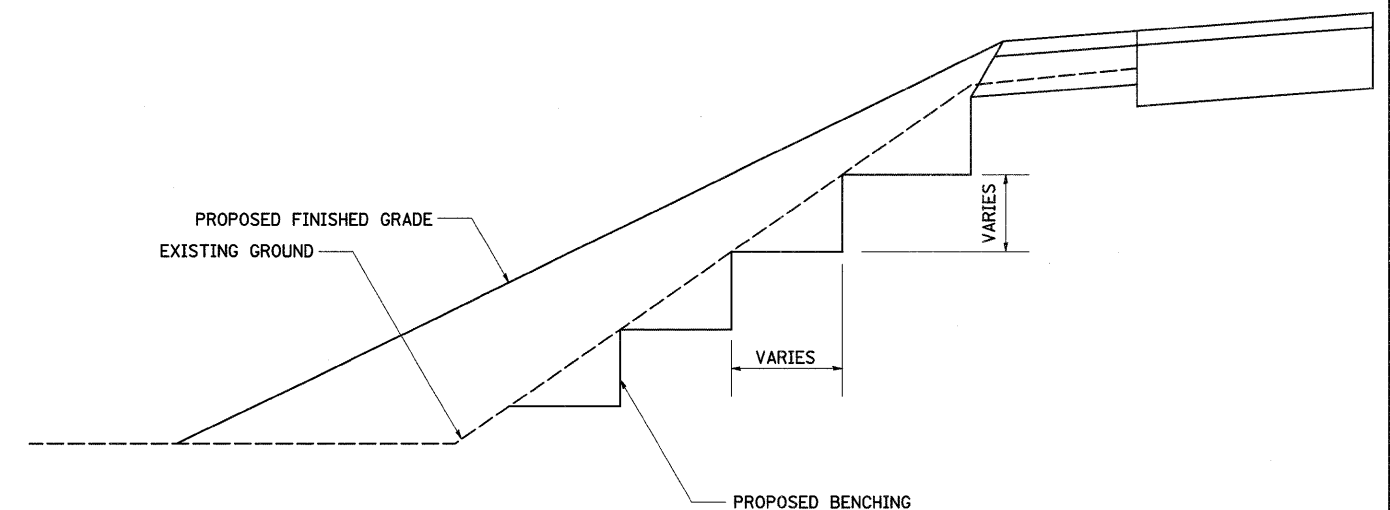 PROPOSED FINISHED GRADE
EXISTING GROUND
VARIES
VARIES
PROPOSED BENCHING